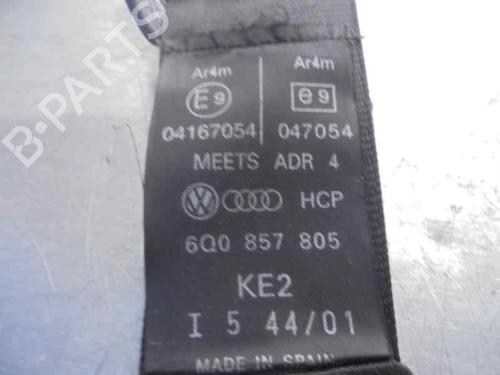 B-PARTS
Ar4m Ar4m
E9 e9
04167054 047054
MEETS ADR 4
HCP
6Q0 857 805
KE2
I 5 44/01
MADE IN SPAIN